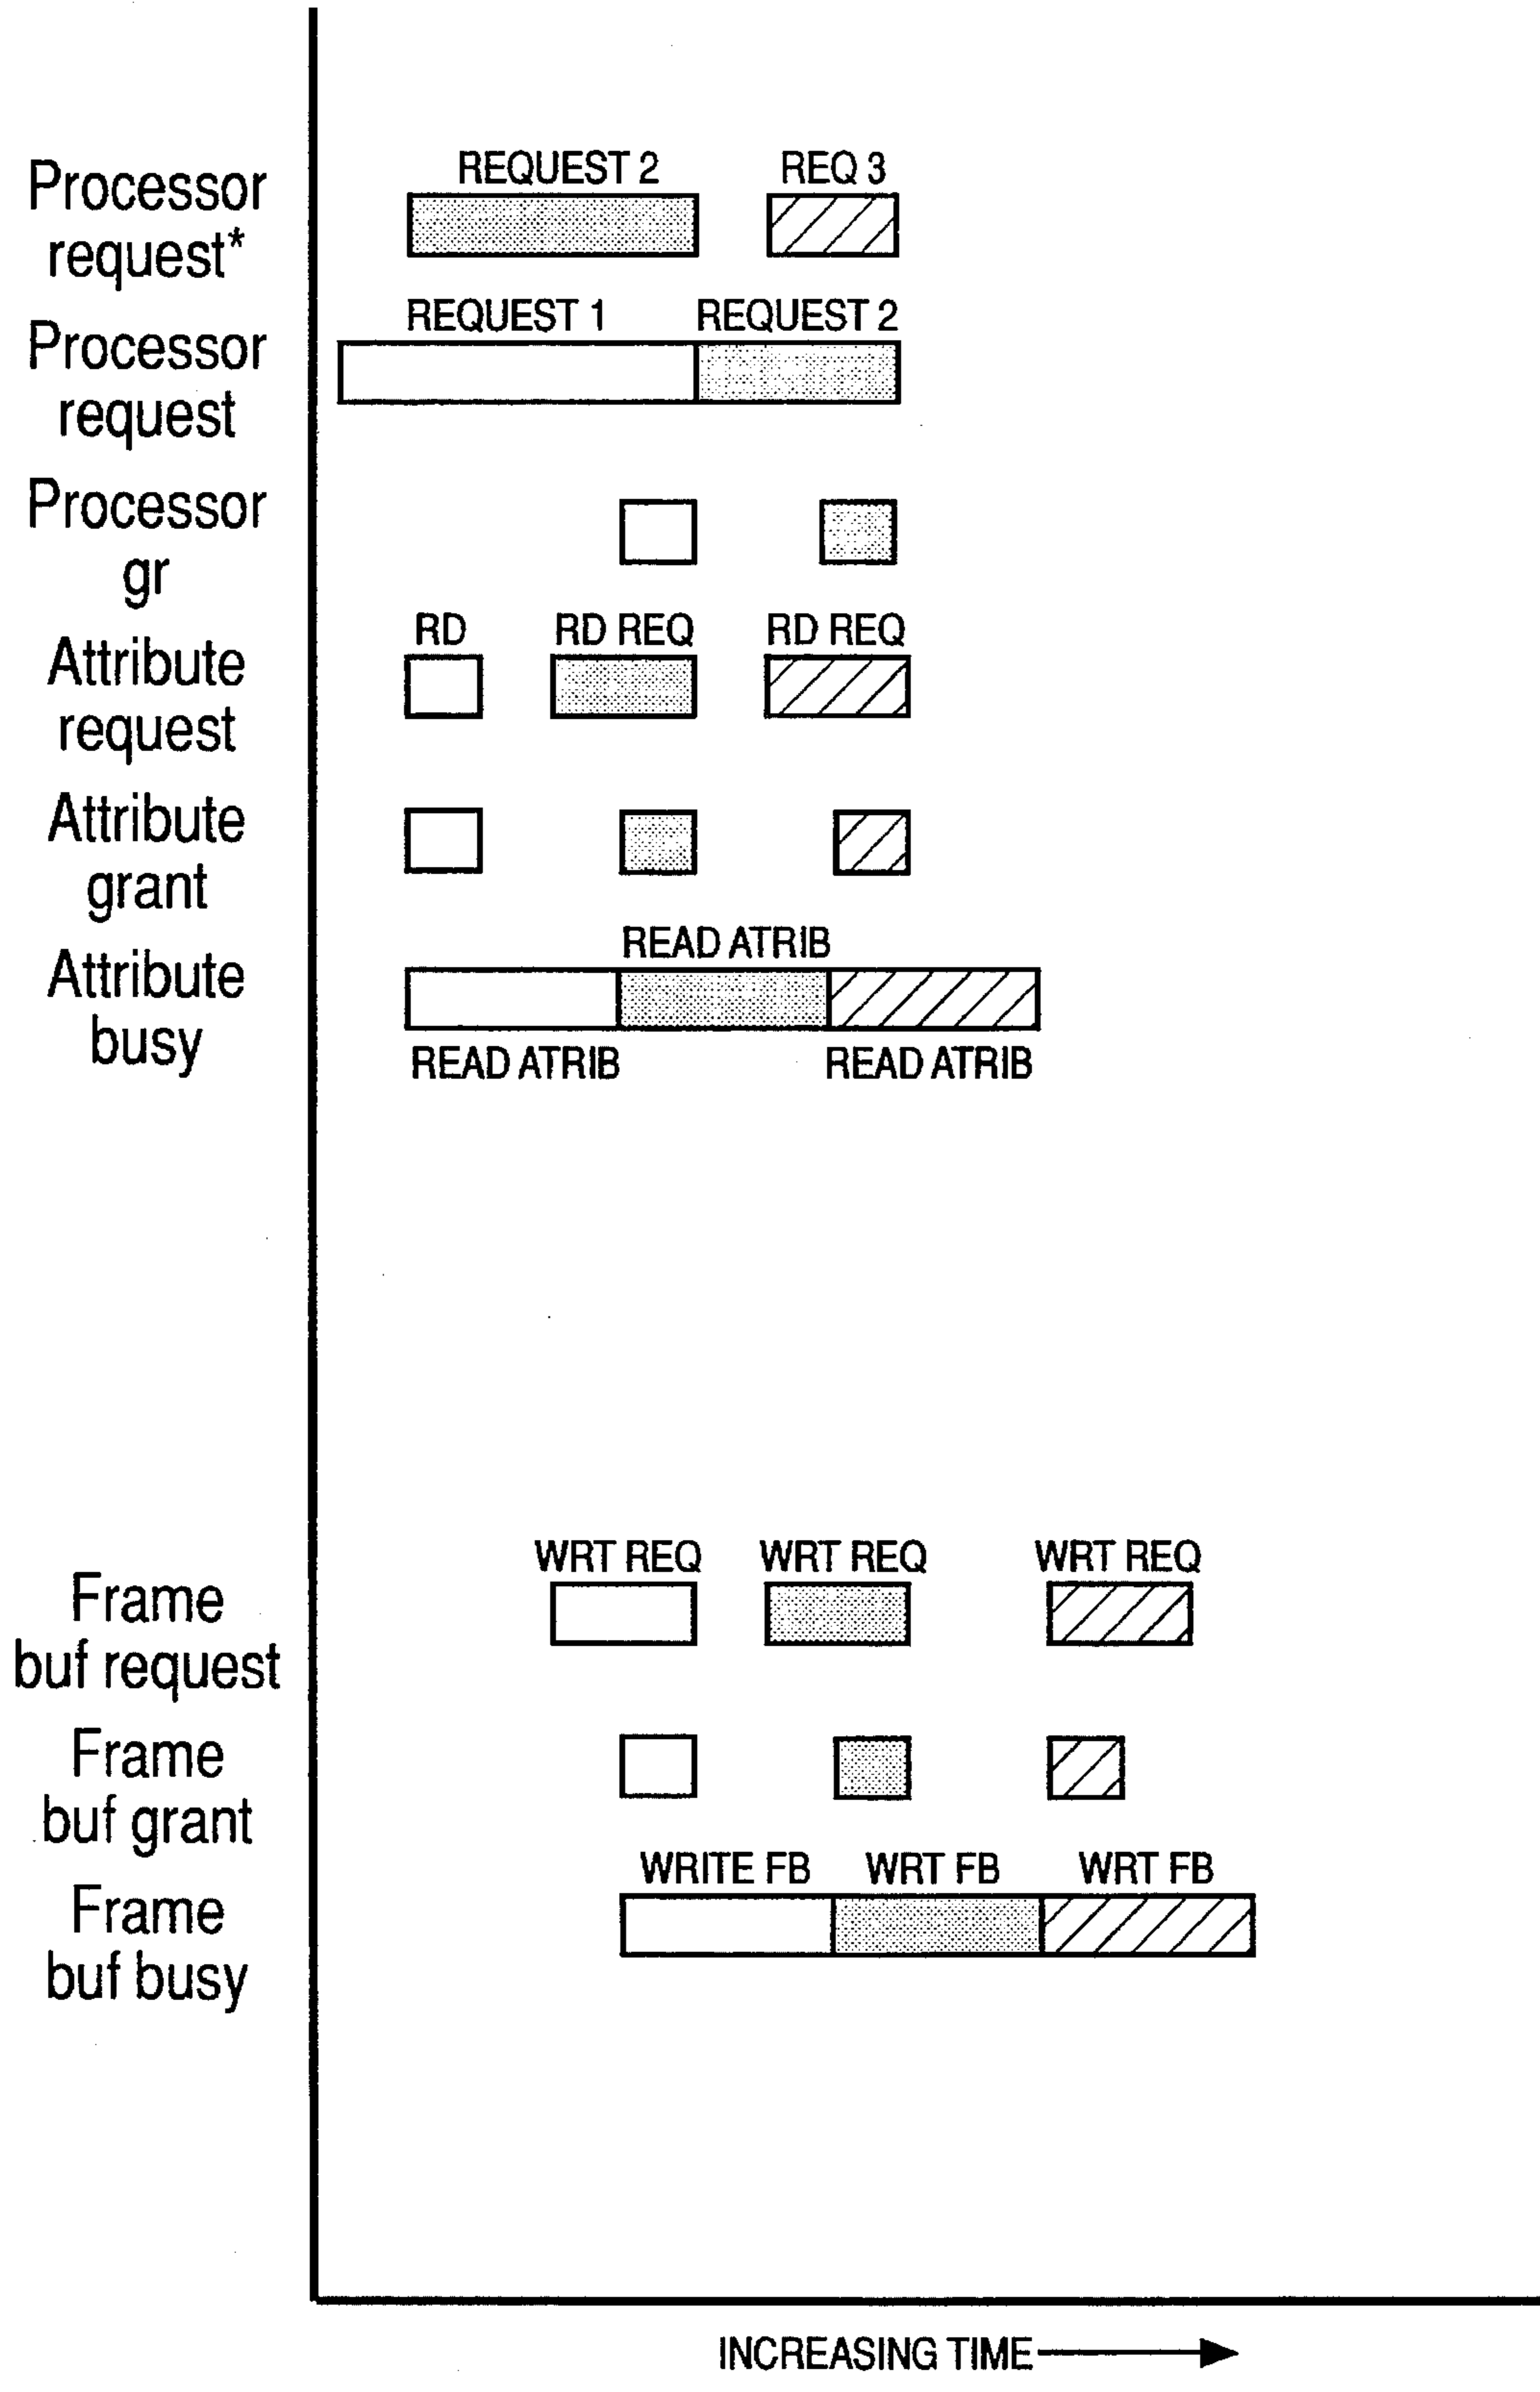 REQUEST 2 REQ 3
Processor
request*
REQUEST 1 REQUEST 2
Processor
request
Processor
gr
RD RD REQ RD REQ
Attribute
request
Attribute
grant
READ ATRIB
Attribute
busy
READ ATRIB READ ATRIB
WRT REQ WRT REQ WRT REQ
Frame
buf request
Frame
buf grant
WRITE FB WRT FB WRT FB
Frame
buf busy
INCREASING TIME